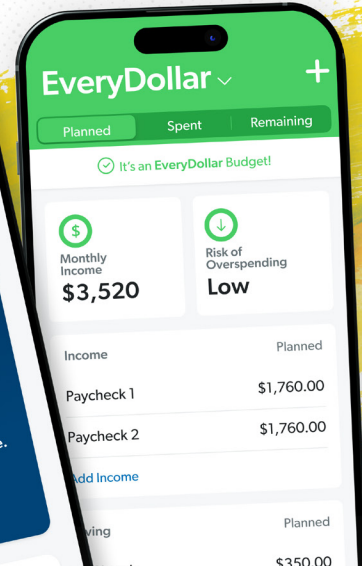 EveryDollar
Planned Spent Remaining
It's an EveryDollar Budget!
Monthly
Income
$3,520
Risk of
Overspending
Low
Income Planned
Paycheck 1 $1,760.00
Paycheck 2 $1,760.00
Add Income
Planned
$350.00